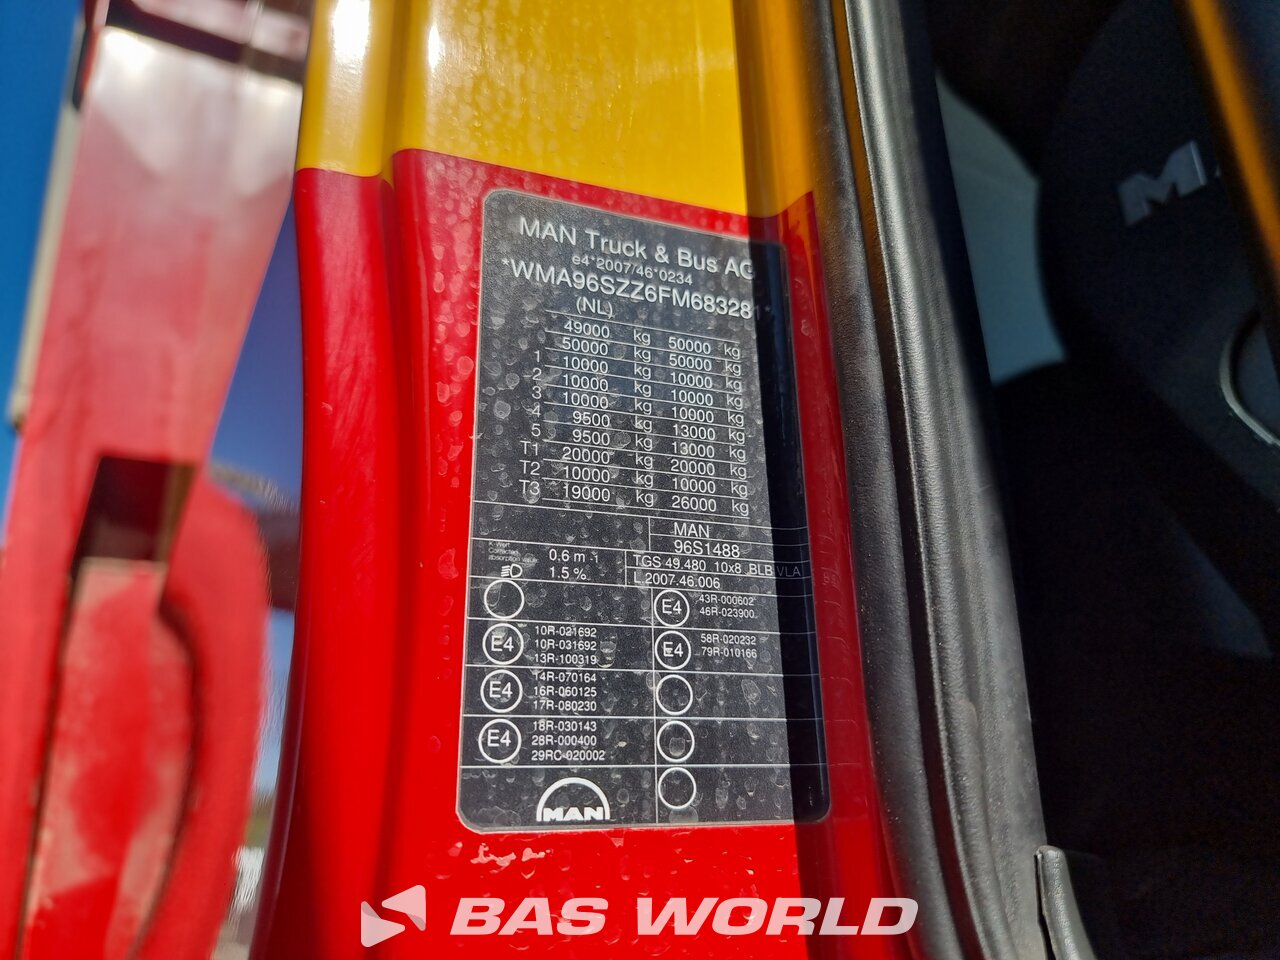 MAN Truck & Bus AG
e4*2007/46*0234
*WMA96SZZ6FM683281*
(NL)
49000 kg 50000 kg
50000 kg 50000 kg
1 10000 kg 10000 kg
2 10000 kg 10000 kg
3 10000 kg 10000 kg
4 9500 kg 13000 kg
5 9500 kg 13000 kg
T1 20000 kg 20000 kg
T2 10000 kg 10000 kg
T3 19000 kg 26000 kg
MAN
96S1488
K-Wert
Corrected
absorption value
0.6 m -1
1.5 %
TGS 49.480 10x8 BLB VLA
L.2007.46.006
E4 43R-000602
46R-023900
E4 10R-021692
10R-031692
13R-100319
E4 58R-020232
79R-010166
E4 14R-070164
16R-060125
17R-080230
E4 18R-030143
28R-000400
29RC-020002
MAN
BAS WORLD